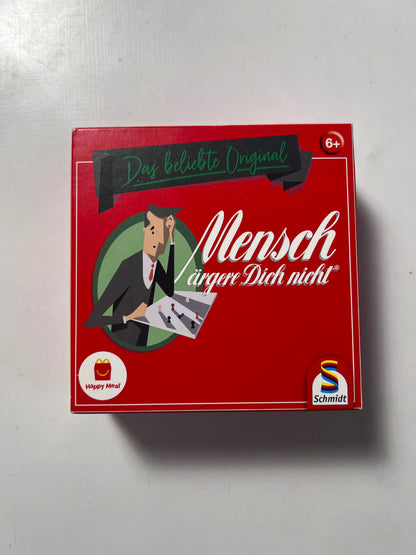 Das beliebte Original
6+
Mensch
ärgere Dich nicht®
Happy Meal
S
Schmidt